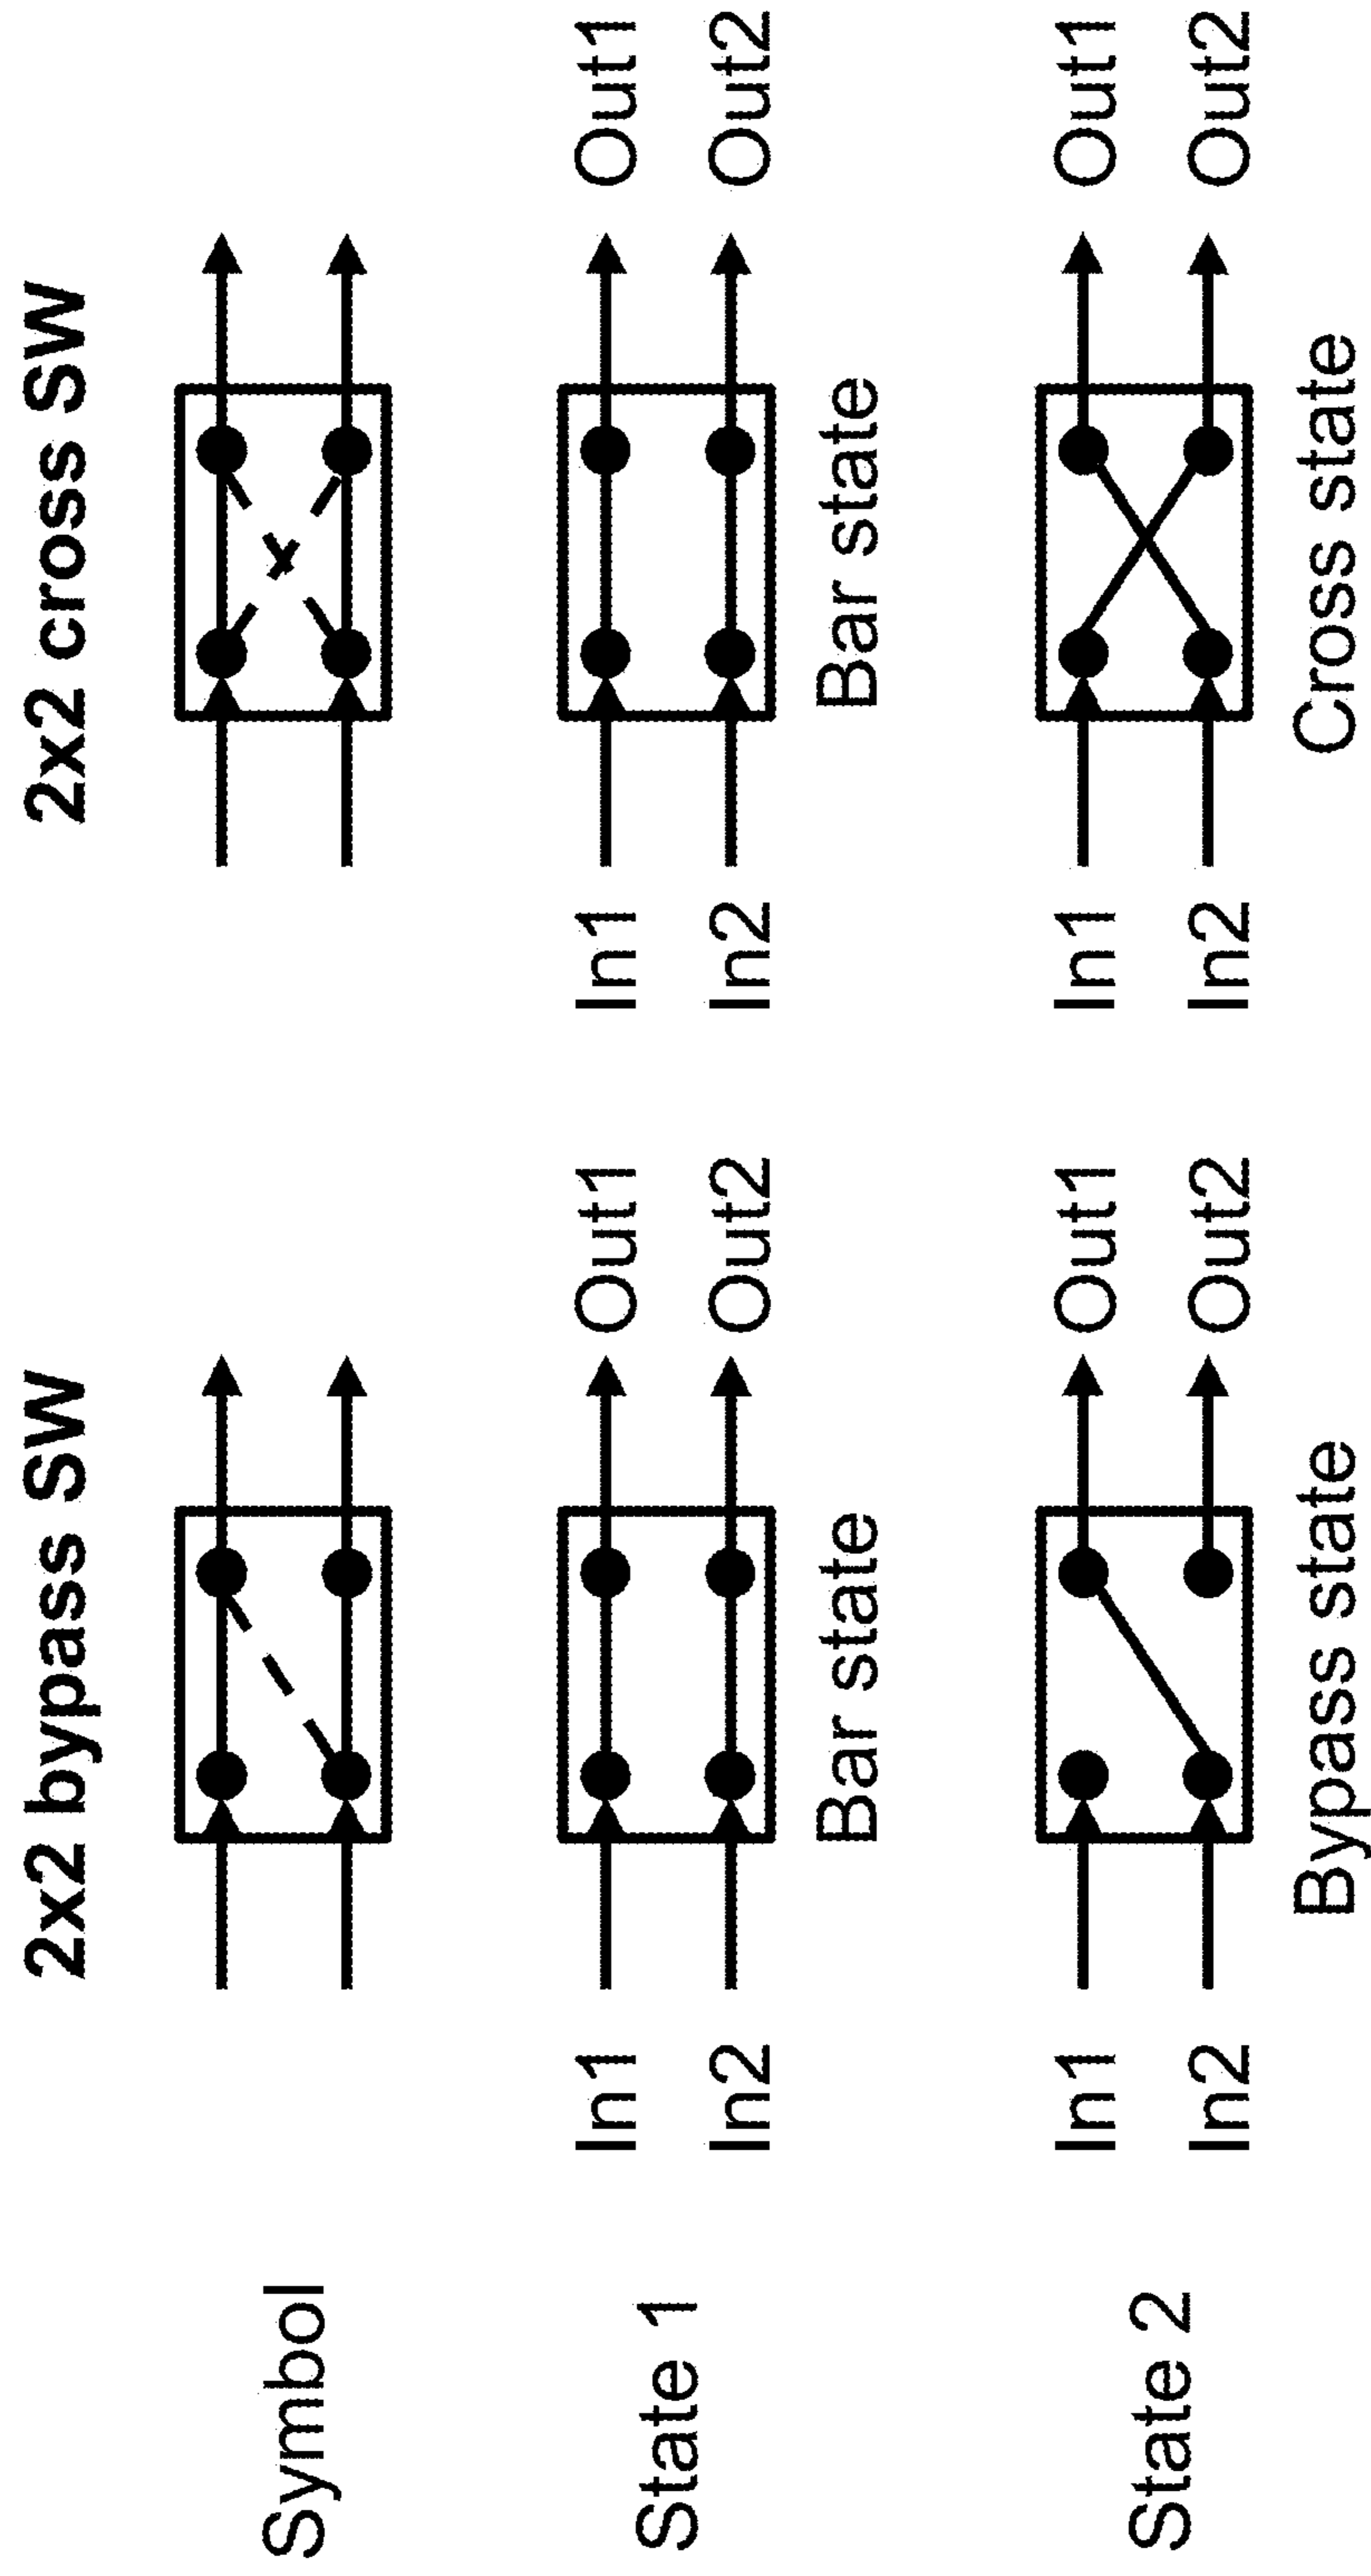 2x2 bypass SW
2x2 cross SW
Symbol
State 1
In1
Out1
In1
Out1
In2
Out2
In2
Out2
Bar state
Bar state
State 2
In1
Out1
In1
Out1
In2
Out2
In2
Out2
Bypass state
Cross state